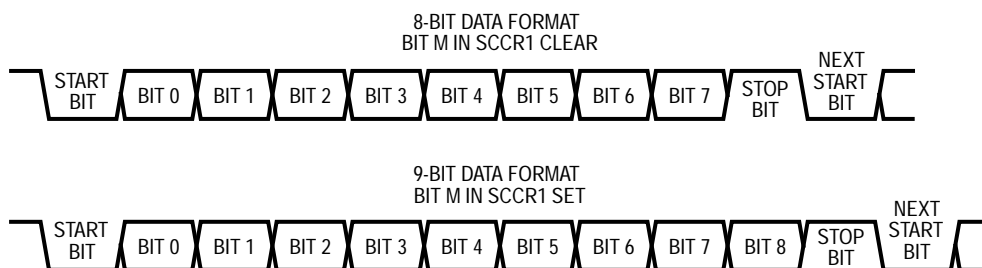 8-BIT DATA FORMAT
BIT M IN SCCR1 CLEAR
START
BIT
BIT 0
BIT 1
BIT 2
BIT 3
BIT 4
BIT 5
BIT 6
BIT 7
STOP
BIT
NEXT
START
BIT
9-BIT DATA FORMAT
BIT M IN SCCR1 SET
START
BIT
BIT 0
BIT 1
BIT 2
BIT 3
BIT 4
BIT 5
BIT 6
BIT 7
BIT 8
STOP
BIT
NEXT
START
BIT